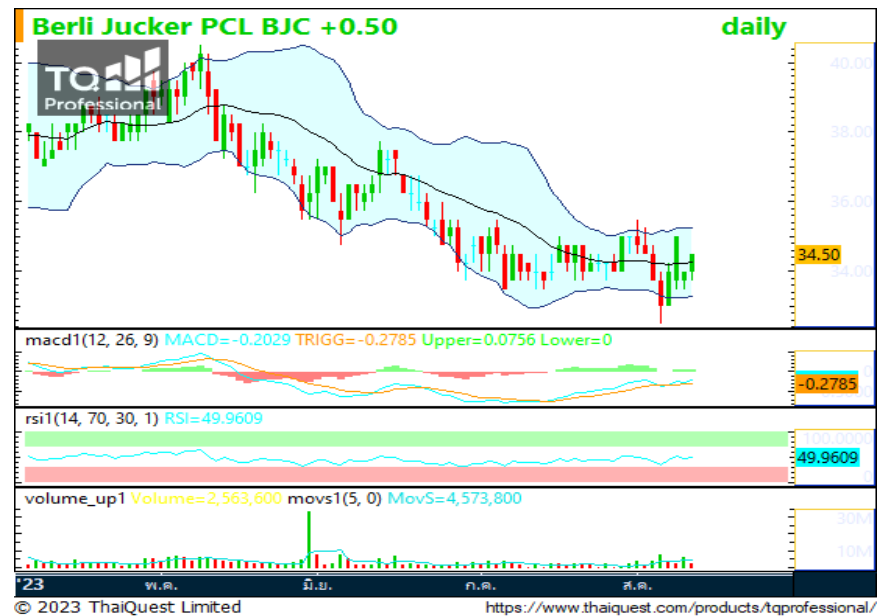 Berli Jucker PCL BJC +0.50 daily
TQ
Professional
40.00
38.00
36.00
34.50
34.00
macd1(12, 26, 9) MACD=-0.2029 TRIGG=-0.2785 Upper=0.0756 Lower=0
-0.2785
rsi1(14, 70, 30, 1) RSI=49.9609
100.0000
49.9609
volume_up1 Volume=2,563,600 movs1(5, 0) MovS=4,573,800
30M
10M
'23 พ.ค. มิ.ย. ก.ค. ส.ค.
© 2023 ThaiQuest Limited https://www.thaiquest.com/products/tqprofessional/